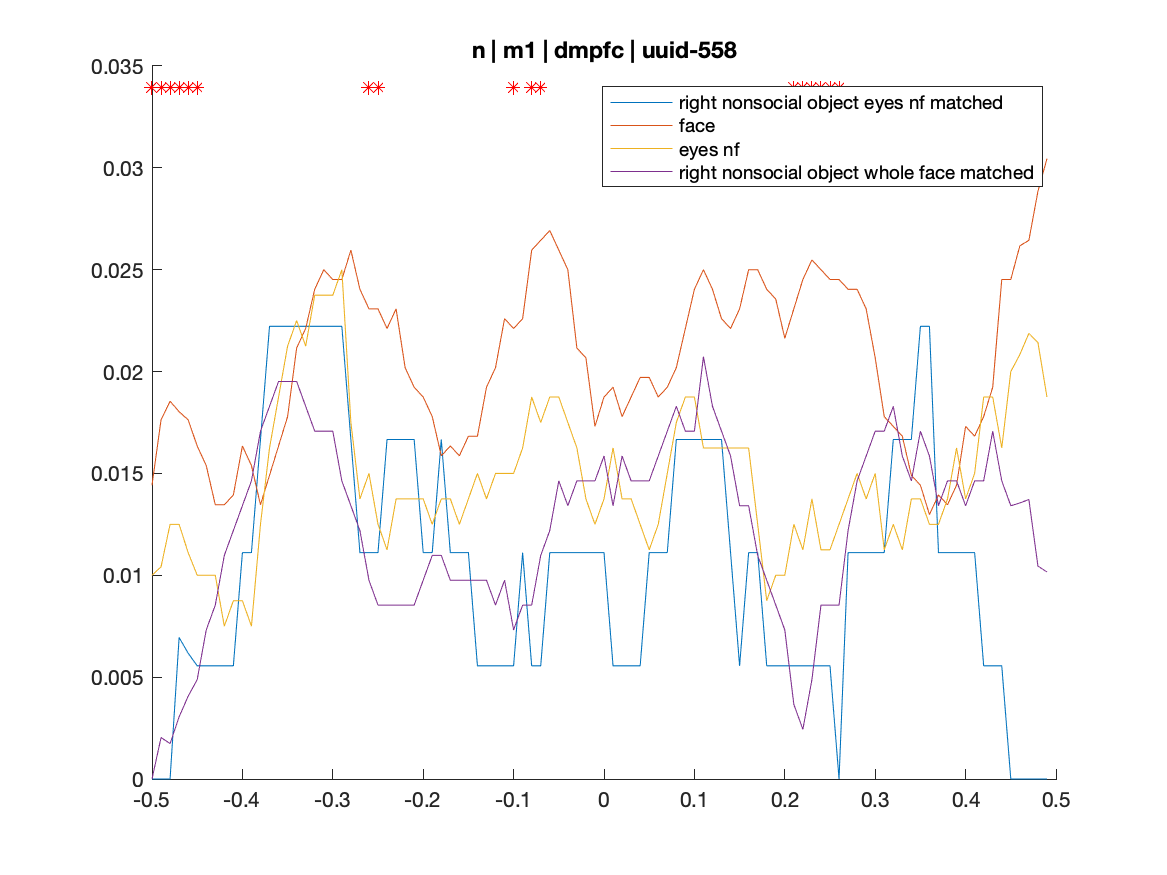 n | m1 | dmpfc | uuid-558
0.035
0.03
0.025
0.02
0.015
0.01
0.005
0
right nonsocial object eyes nf matched
face
eyes nf
right nonsocial object whole face matched
-0.5 -0.4 -0.3 -0.2 -0.1 0 0.1 0.2 0.3 0.4 0.5